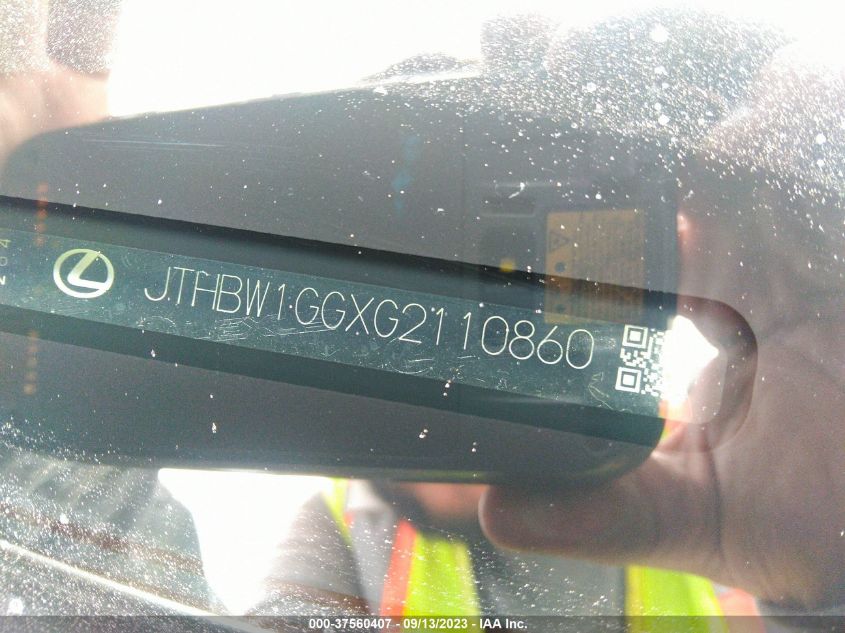 JTHBW1GGXG2110860
000-37560407 - 09/13/2023 - IAA Inc.